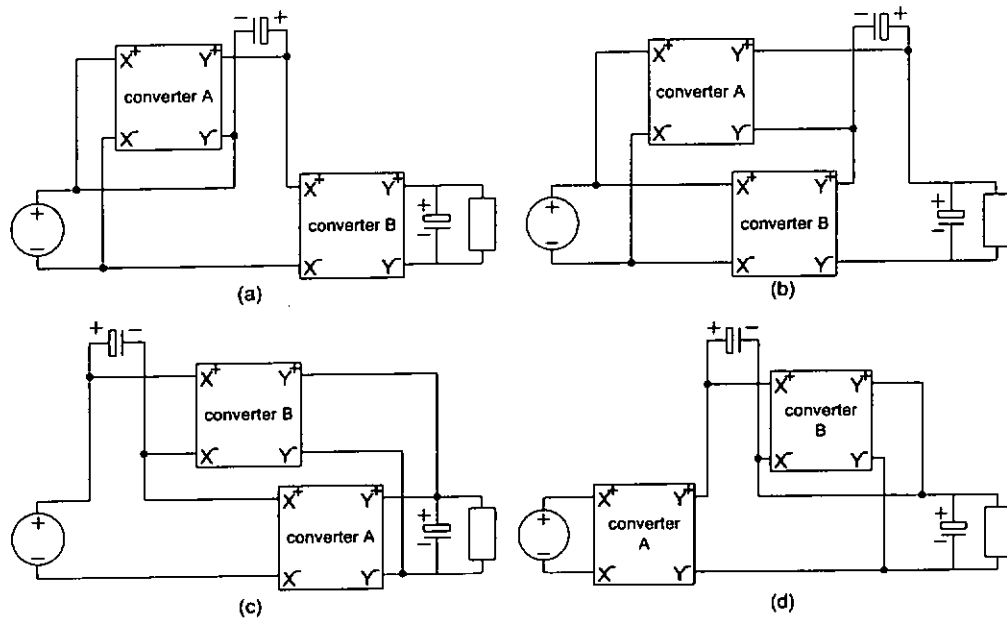 − +
X+ Y+
converter A
X− Y−
+
−
X+ Y+
converter B
X− Y−
+
−
(a)
− +
X+ Y+
converter A
X− Y−
+
−
X+ Y+
converter B
X− Y−
+
−
(b)
+ −
X+ Y+
converter B
X− Y−
+
−
X+ Y+
converter A
X− Y−
+
−
(c)
+ −
X+ Y+
converter
B
X− Y−
+
−
X+ Y+
converter
A
X− Y−
+
−
(d)